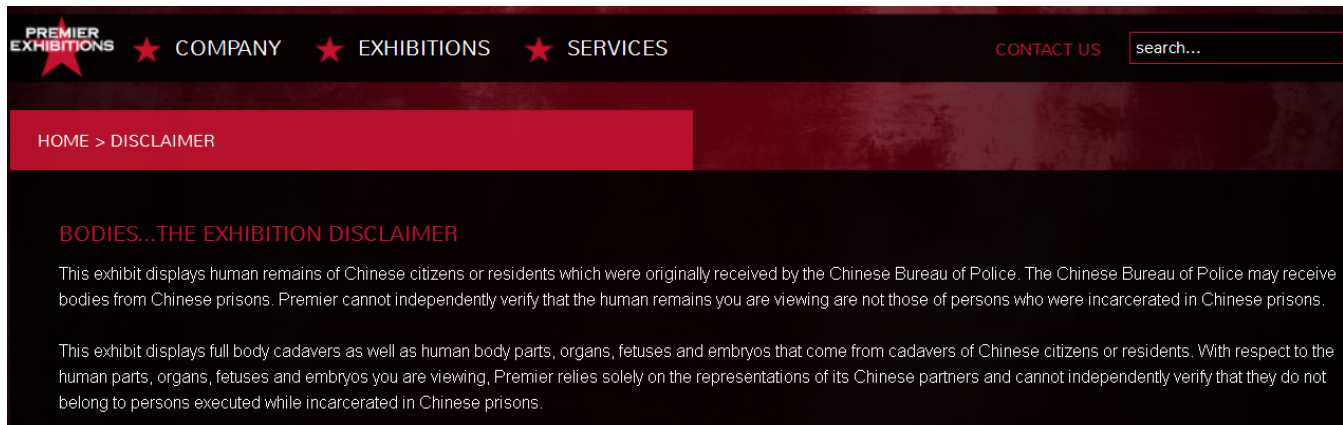 PREMIER
EXHIBITIONS
COMPANY
EXHIBITIONS
SERVICES
CONTACT US
search...
HOME > DISCLAIMER
BODIES...THE EXHIBITION DISCLAIMER
This exhibit displays human remains of Chinese citizens or residents which were originally received by the Chinese Bureau of Police. The Chinese Bureau of Police may receive
bodies from Chinese prisons. Premier cannot independently verify that the human remains you are viewing are not those of persons who were incarcerated in Chinese prisons.
This exhibit displays full body cadavers as well as human body parts, organs, fetuses and embryos that come from cadavers of Chinese citizens or residents. With respect to the
human parts, organs, fetuses and embryos you are viewing, Premier relies solely on the representations of its Chinese partners and cannot independently verify that they do not
belong to persons executed while incarcerated in Chinese prisons.